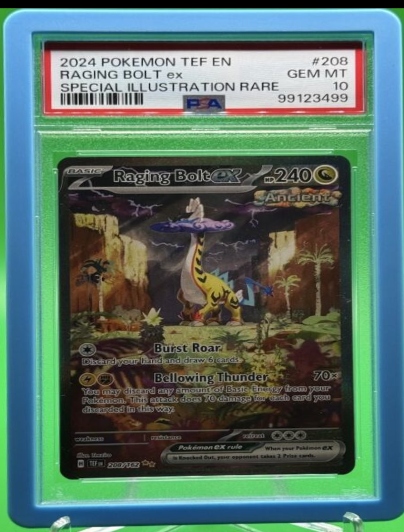 2024 POKEMON TEF EN #208
RAGING BOLT ex GEM MT
SPECIAL ILLUSTRATION RARE 10
PSA 99123499
BASIC Raging Bolt ex HP 240
Ancient
Burst Roar
Discard your hand and draw 6 cards.
Bellowing Thunder 70×
You may discard any amount of Basic Energy from your
Pokémon. This attack does 70 damage for each card you
discarded in this way.
weakness resistance retreat
Pokémon ex rule
When your Pokémon ex
is Knocked Out, your opponent takes 2 Prize cards.
Illus.
H TEF EN 208/162